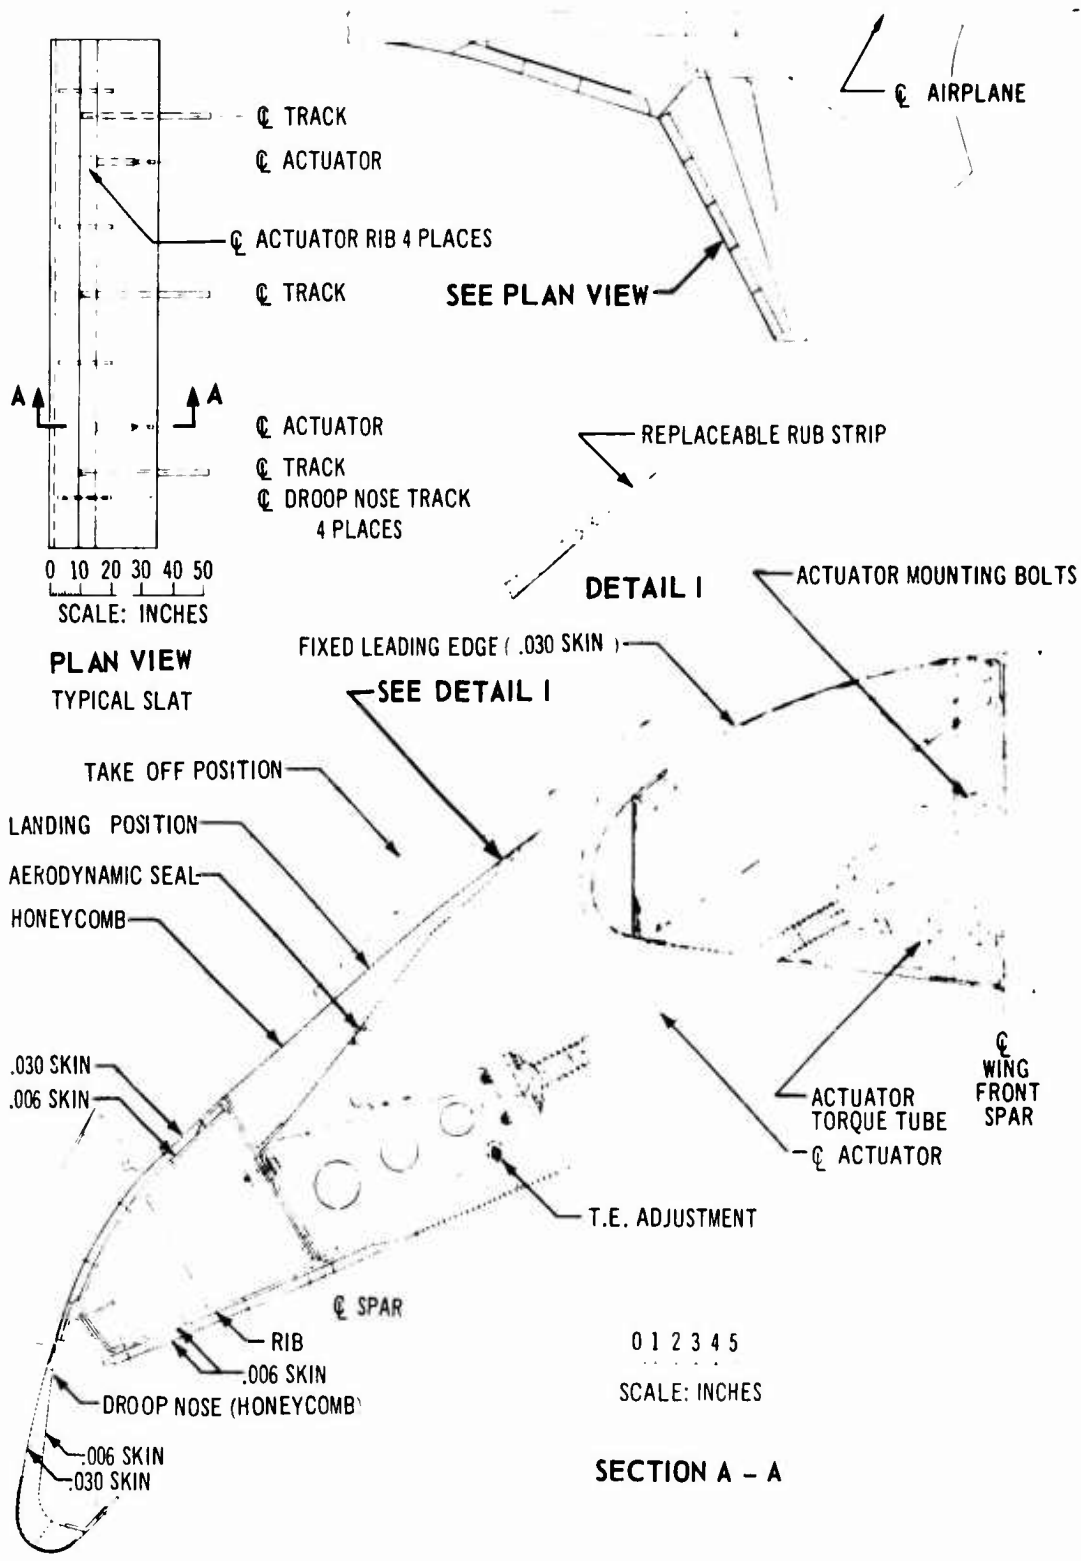 ℄ AIRPLANE
℄ TRACK
℄ ACTUATOR
℄ ACTUATOR RIB 4 PLACES
℄ TRACK
SEE PLAN VIEW
A A
℄ ACTUATOR
REPLACEABLE RUB STRIP
℄ TRACK
℄ DROOP NOSE TRACK
4 PLACES
0 10 20 30 40 50
SCALE: INCHES
DETAIL I
ACTUATOR MOUNTING BOLTS
PLAN VIEW
TYPICAL SLAT
FIXED LEADING EDGE ( .030 SKIN )
SEE DETAIL I
TAKE OFF POSITION
LANDING POSITION
AERODYNAMIC SEAL
HONEYCOMB
.030 SKIN
.006 SKIN
℄
WING
FRONT
SPAR
ACTUATOR
TORQUE TUBE
℄ ACTUATOR
T.E. ADJUSTMENT
℄ SPAR
RIB
.006 SKIN
DROOP NOSE (HONEYCOMB)
.006 SKIN
.030 SKIN
0 1 2 3 4 5
SCALE: INCHES
SECTION A - A